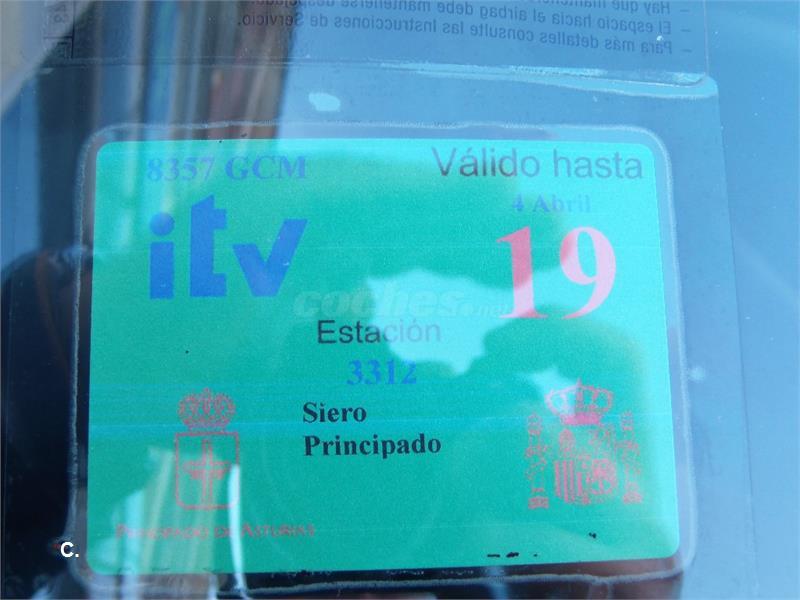 – Hay que mantener
– El espacio hacia el airbag debe mantenerse despejado.
– Para más detalles consulte las Instrucciones de Servicio
8357 GCM
Válido hasta
4 Abril
itv
19
coches.net
Estación
3312
Siero
Principado
PRINCIPADO DE ASTURIAS
C.